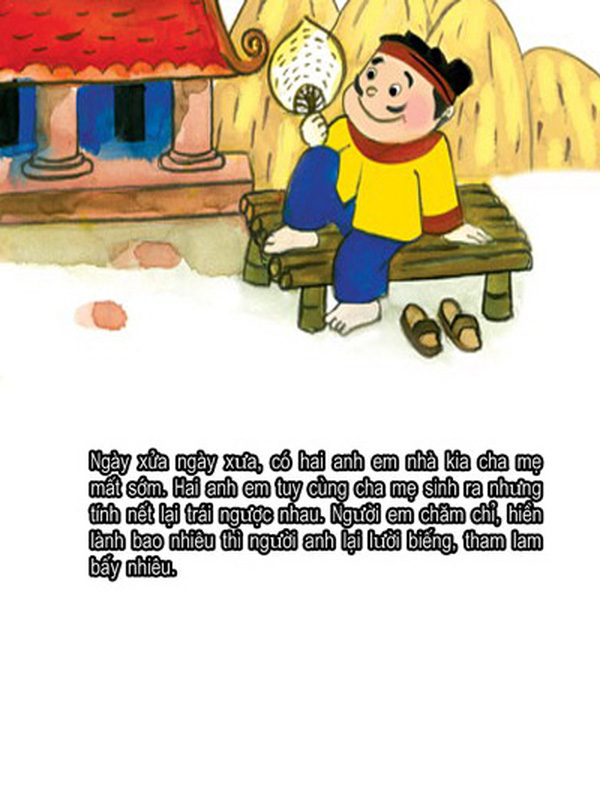 Ngày xửa ngày xưa, có hai anh em nhà kia cha mẹ
mất sớm. Hai anh em tuy cùng cha mẹ sinh ra nhưng
tính nết lại trái ngược nhau. Người em chăm chỉ, hiền
lành bao nhiêu thì người anh lại lười biếng, tham lam
bấy nhiêu.